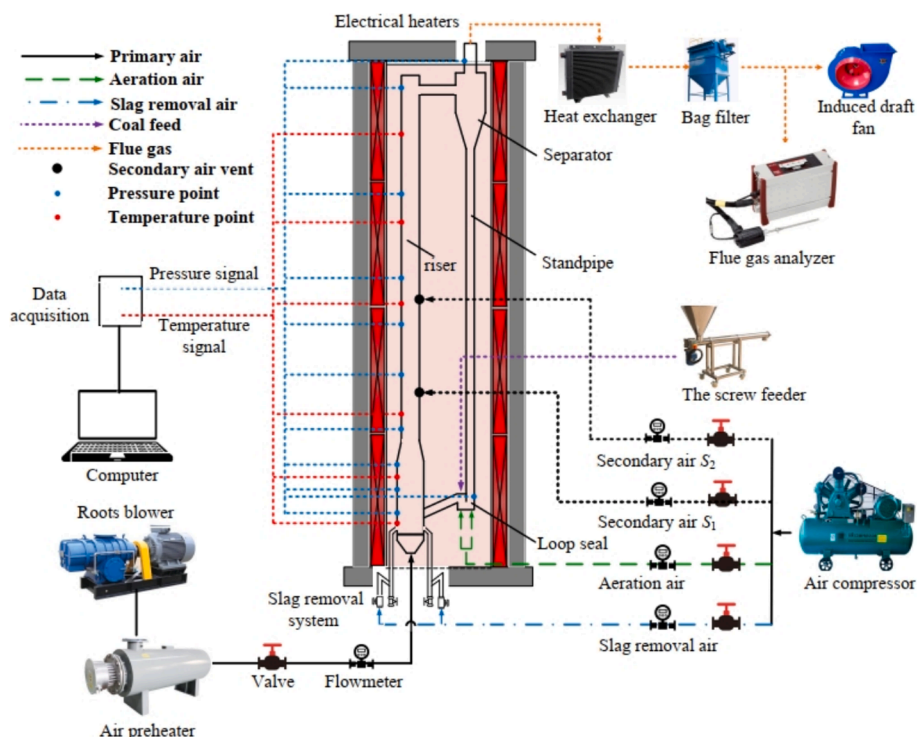 Electrical heaters
Primary air
Aeration air
Slag removal air
Coal feed
Flue gas
Secondary air vent
Pressure point
Temperature point
Heat exchanger
Bag filter
Induced draft
fan
Separator
Flue gas analyzer
riser
Standpipe
Pressure signal
Data
acquisition
Temperature
signal
The screw feeder
Computer
Secondary air S₂
Roots blower
Secondary air S₁
Loop seal
Air compressor
Aeration air
Slag removal
system
Slag removal air
Valve
Flowmeter
Air preheater